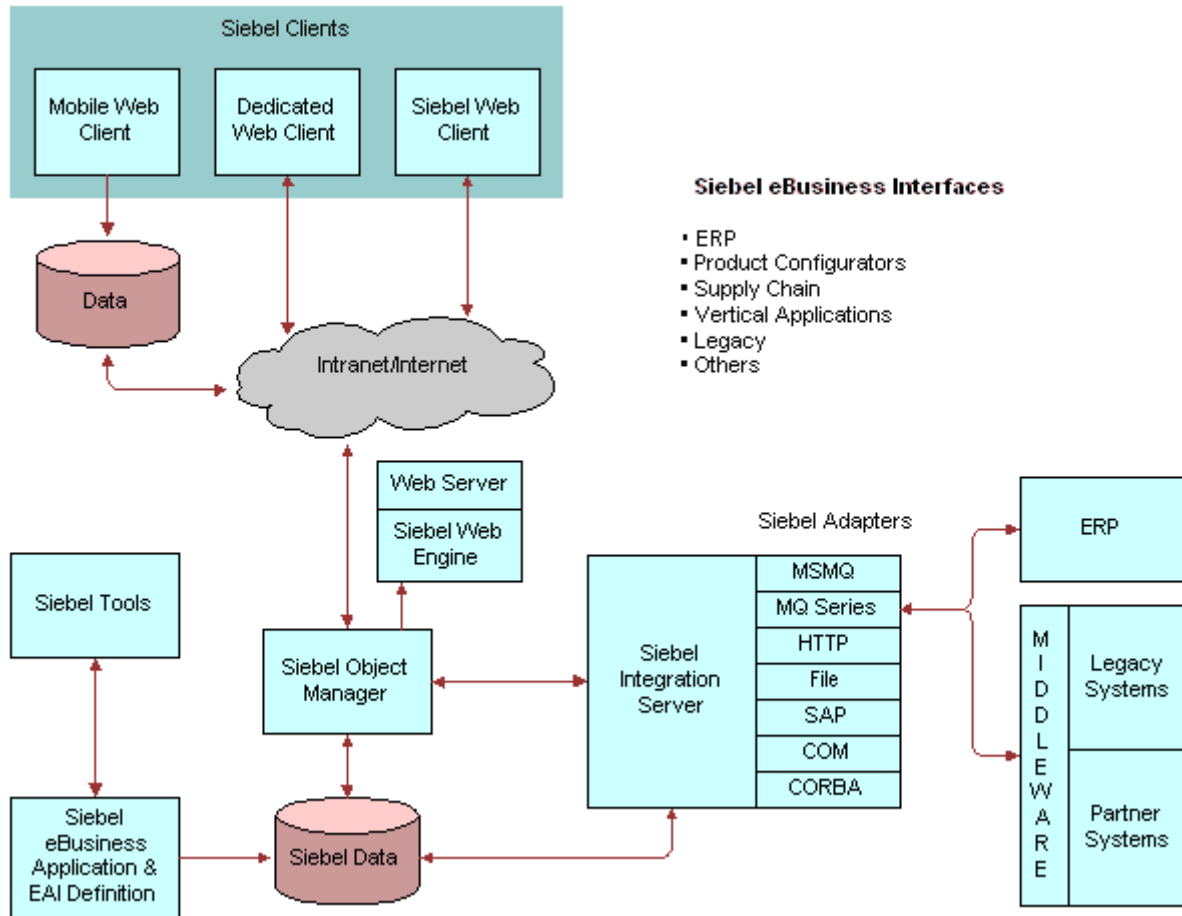 Siebel Clients
Mobile Web
Client
Dedicated
Web Client
Siebel Web
Client
Siebel eBusiness Interfaces
• ERP
▪ Product Configurators
▪ Supply Chain
▪ Vertical Applications
▪ Legacy
▪ Others
Data
Intranet/Internet
Web Server
Siebel Web
Engine
Siebel Tools
Siebel Object
Manager
Siebel Adapters
Siebel
Integration
Server
MSMQ
MQ Series
HTTP
File
SAP
COM
CORBA
ERP
MIDDLEWARE
Legacy
Systems
Partner
Systems
Siebel
eBusiness
Application &
EAI Definition
Siebel Data